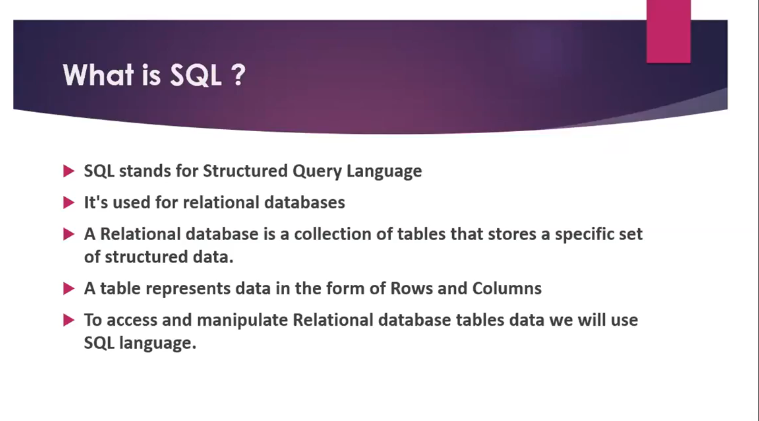 What is SQL ?
SQL stands for Structured Query Language
It's used for relational databases
A Relational database is a collection of tables that stores a specific set
of structured data.
A table represents data in the form of Rows and Columns
To access and manipulate Relational database tables data we will use
SQL language.